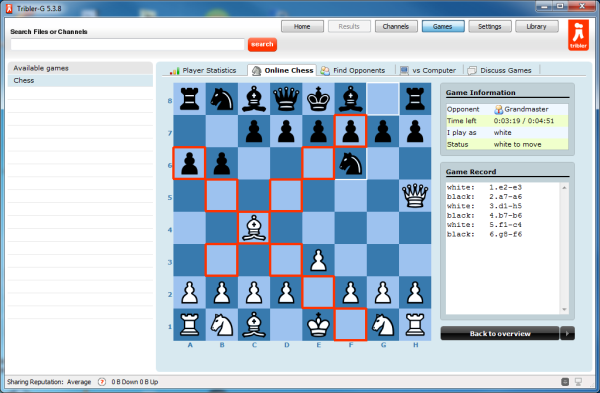 Tribler-G 5.3.8
Search Files or Channels
search
Home
Results
Channels
Games
Settings
Library
tribler
Available games
Chess
Player Statistics
Online Chess
Find Opponents
vs Computer
Discuss Games
8
7
6
5
4
3
2
1
A B C D E F G H
Game Information
Opponent Grandmaster
Time left 0:03:19 / 0:04:51
I play as white
Status white to move
Game Record
white: 1.e2-e3
black: 2.a7-a6
white: 3.d1-h5
black: 4.b7-b6
white: 5.f1-c4
black: 6.g8-f6
Back to overview
Sharing Reputation: Average ? 0 B Down 0 B Up